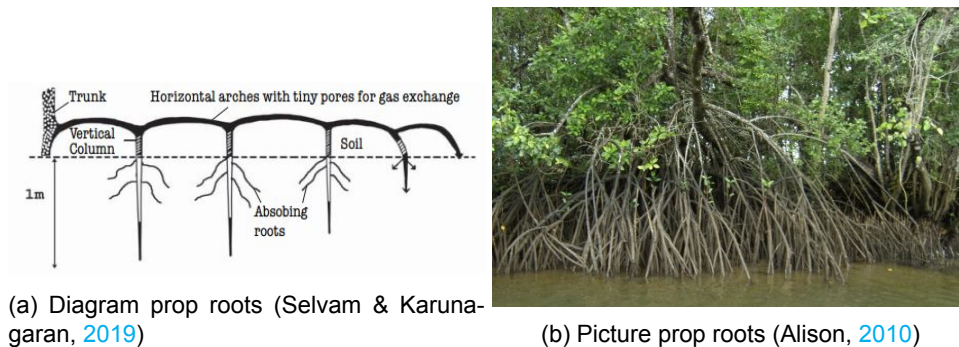 Trunk
Horizontal arches with tiny pores for gas exchange
Vertical
Column
Soil
1m
Absobing
roots
(a) Diagram prop roots (Selvam & Karuna-
garan, 2019)
(b) Picture prop roots (Alison, 2010)